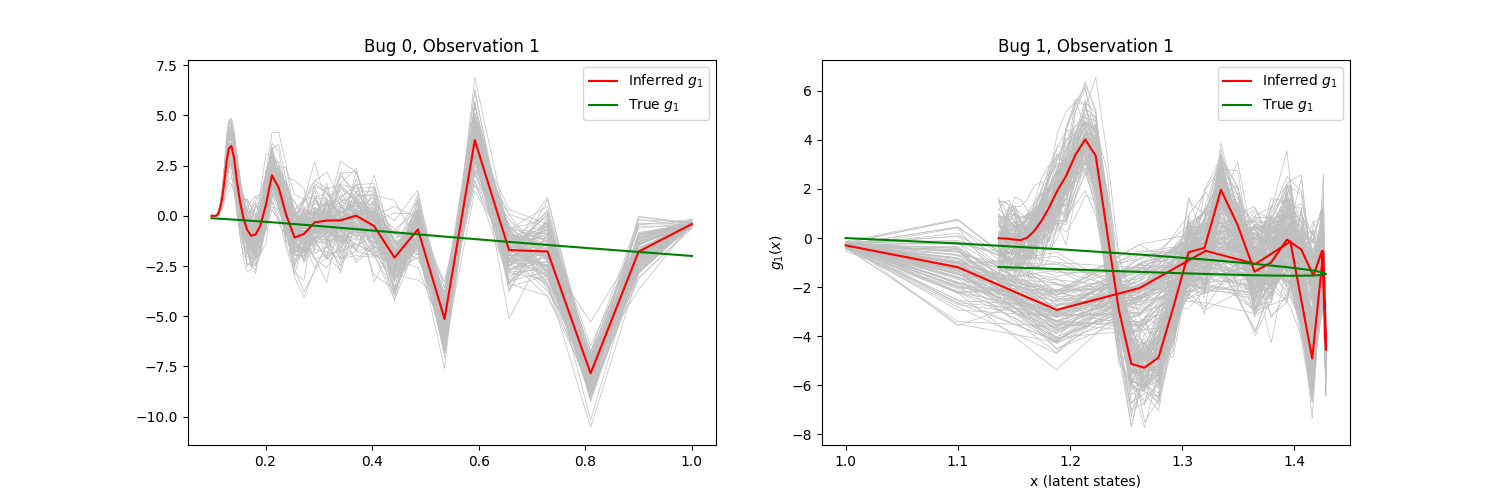 Bug 0, Observation 1
7.5
5.0
2.5
0.0
−2.5
−5.0
−7.5
−10.0
0.2 0.4 0.6 0.8 1.0
Inferred g₁
True g₁
Bug 1, Observation 1
g₁(x)
6
4
2
0
−2
−4
−6
−8
1.0 1.1 1.2 1.3 1.4
x (latent states)
Inferred g₁
True g₁